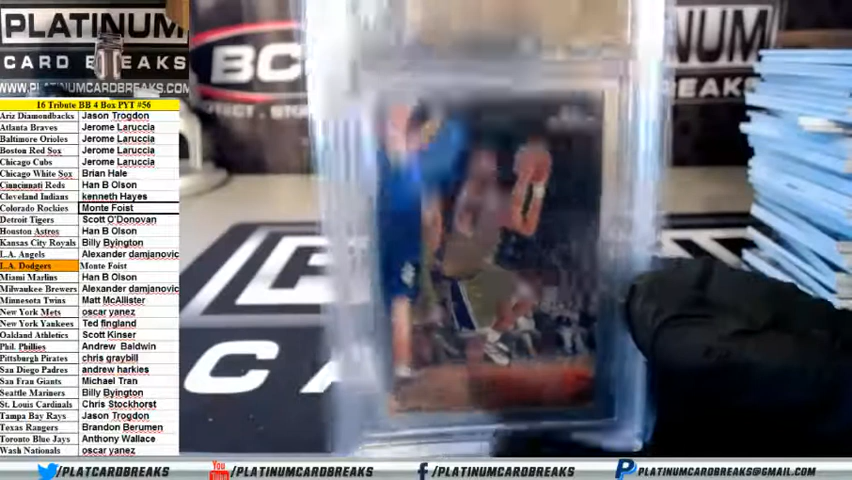 PLATINUM
CARD BREAKS
WWW.PLATINUMCARDBREAKS.COM
BC
NUM
BREAKS
16 Tribute BB 4 Box PYT #56
Ariz Diamondbacks Jason Trogdon
Atlanta Braves Jerome Laruccia
Baltimore Orioles Jerome Laruccia
Boston Red Sox Jerome Laruccia
Chicago Cubs Jerome Laruccia
Chicago White Sox Brian Hale
Cincinnati Reds Han B Olson
Cleveland Indians kenneth Hayes
Colorado Rockies Monte Foist
Detroit Tigers Scott O'Donovan
Houston Astros Han B Olson
Kansas City Royals Billy Byington
L.A. Angels Alexander damjanovic
L.A. Dodgers Monte Foist
Miami Marlins Han B Olson
Milwaukee Brewers Alexander damjanovic
Minnesota Twins Matt McAllister
New York Mets oscar yanez
New York Yankees Ted fingland
Oakland Athletics Scott Kinser
Phil. Phillies Andrew Baldwin
Pittsburgh Pirates chris graybill
San Diego Padres andrew harkies
San Fran Giants Michael Tran
Seattle Mariners Billy Byington
St. Louis Cardinals Chris Stockhorst
Tampa Bay Rays Jason Trogdon
Texas Rangers Brandon Berumen
Toronto Blue Jays Anthony Wallace
Wash Nationals oscar yanez
/PLATCARDBREAKS
You Tube /PLATINUMCARDBREAKS
/PLATINUMCARDBREAKS
PLATINUMCARDBREAKS@GMAIL.COM